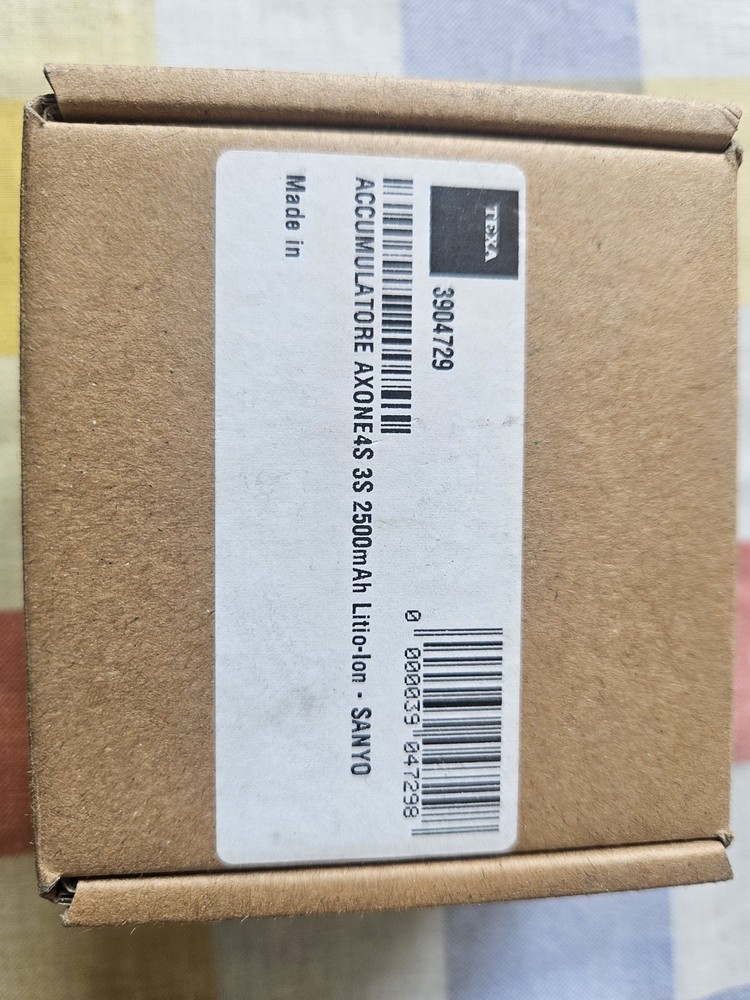 TEXA
3904729
0 000039 047298
ACCUMULATORE AXONE4S 3S 2500mAh Litio-Ion - SANYO
Made in